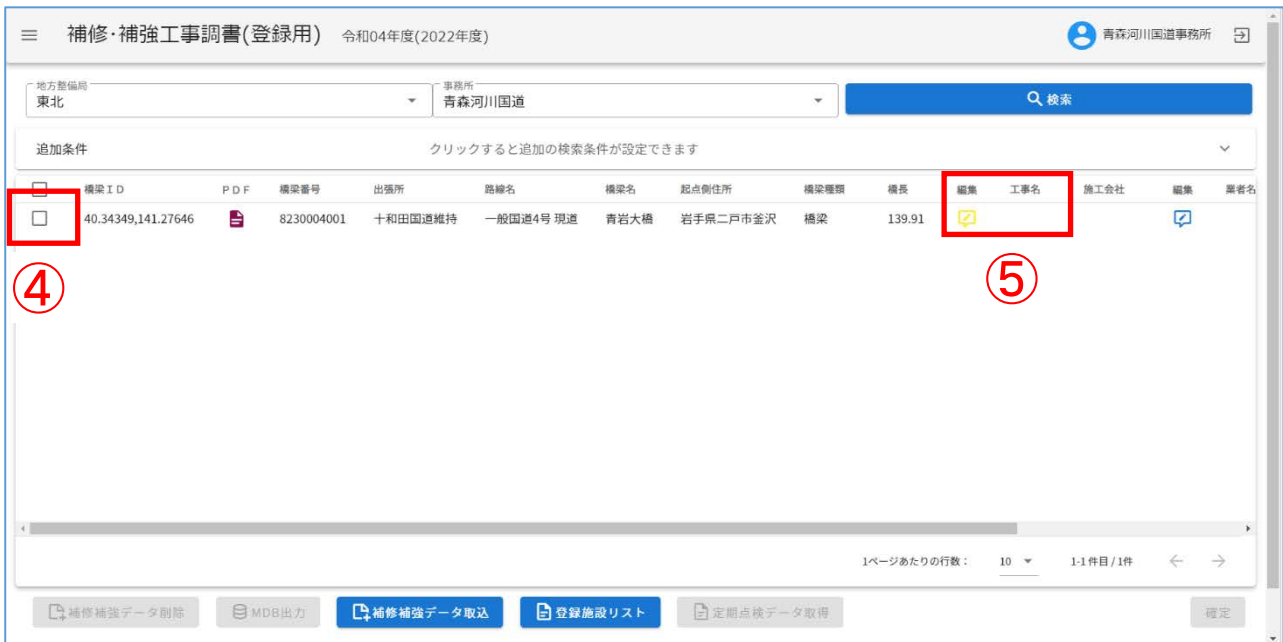 補修・補強工事調書(登録用) 令和04年度(2022年度) 青森河川国道事務所
地方整備局 事務所
東北 青森河川国道 検索
追加条件 クリックすると追加の検索条件が設定できます
橋梁ID PDF 橋梁番号 出張所 路線名 橋梁名 起点側住所 橋梁種類 橋長 編集 工事名 施工会社 編集 業者名
40.34349,141.27646 8230004001 十和田国道維持 一般国道4号 現道 青岩大橋 岩手県二戸市釜沢 橋梁 139.91
④ ⑤
1ページあたりの行数： 10 1-1件目/1件
補修補強データ削除 MDB出力 補修補強データ取込 登録施設リスト 定期点検データ取得 確定